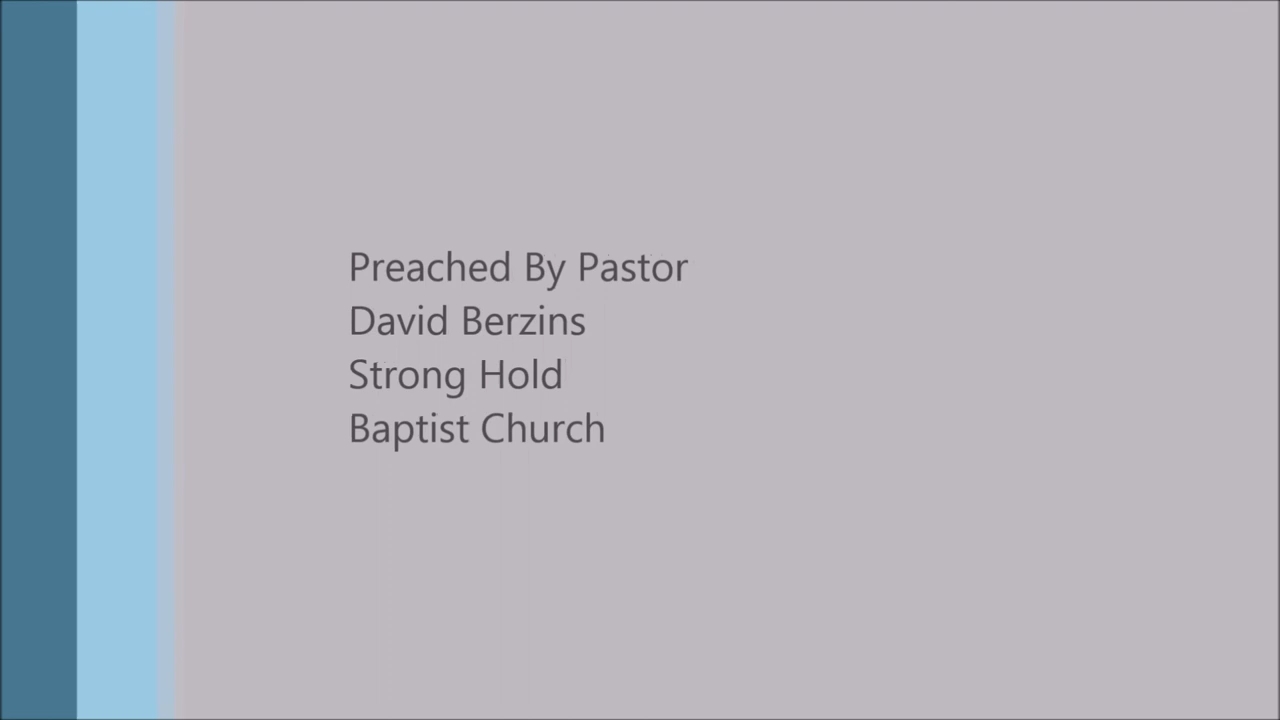 Preached By Pastor
David Berzins
Strong Hold
Baptist Church